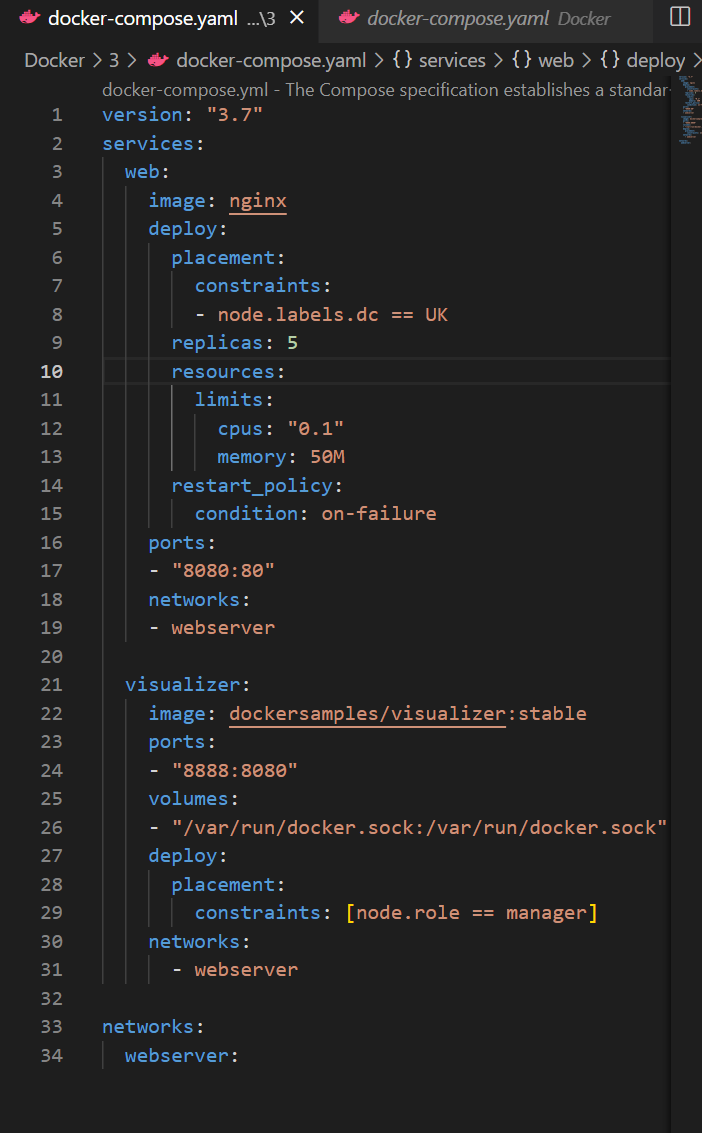 docker-compose.yaml ...\3 × docker-compose.yaml Docker
Docker > 3 > docker-compose.yaml > {} services > {} web > {} deploy >
docker-compose.yml - The Compose specification establishes a standar
1 version: "3.7"
2 services:
3   web:
4     image: nginx
5     deploy:
6       placement:
7         constraints:
8         - node.labels.dc == UK
9       replicas: 5
10       resources:
11         limits:
12           cpus: "0.1"
13           memory: 50M
14       restart_policy:
15         condition: on-failure
16     ports:
17     - "8080:80"
18     networks:
19     - webserver
20
21   visualizer:
22     image: dockersamples/visualizer:stable
23     ports:
24     - "8888:8080"
25     volumes:
26     - "/var/run/docker.sock:/var/run/docker.sock"
27     deploy:
28       placement:
29         constraints: [node.role == manager]
30     networks:
31       - webserver
32
33 networks:
34   webserver: